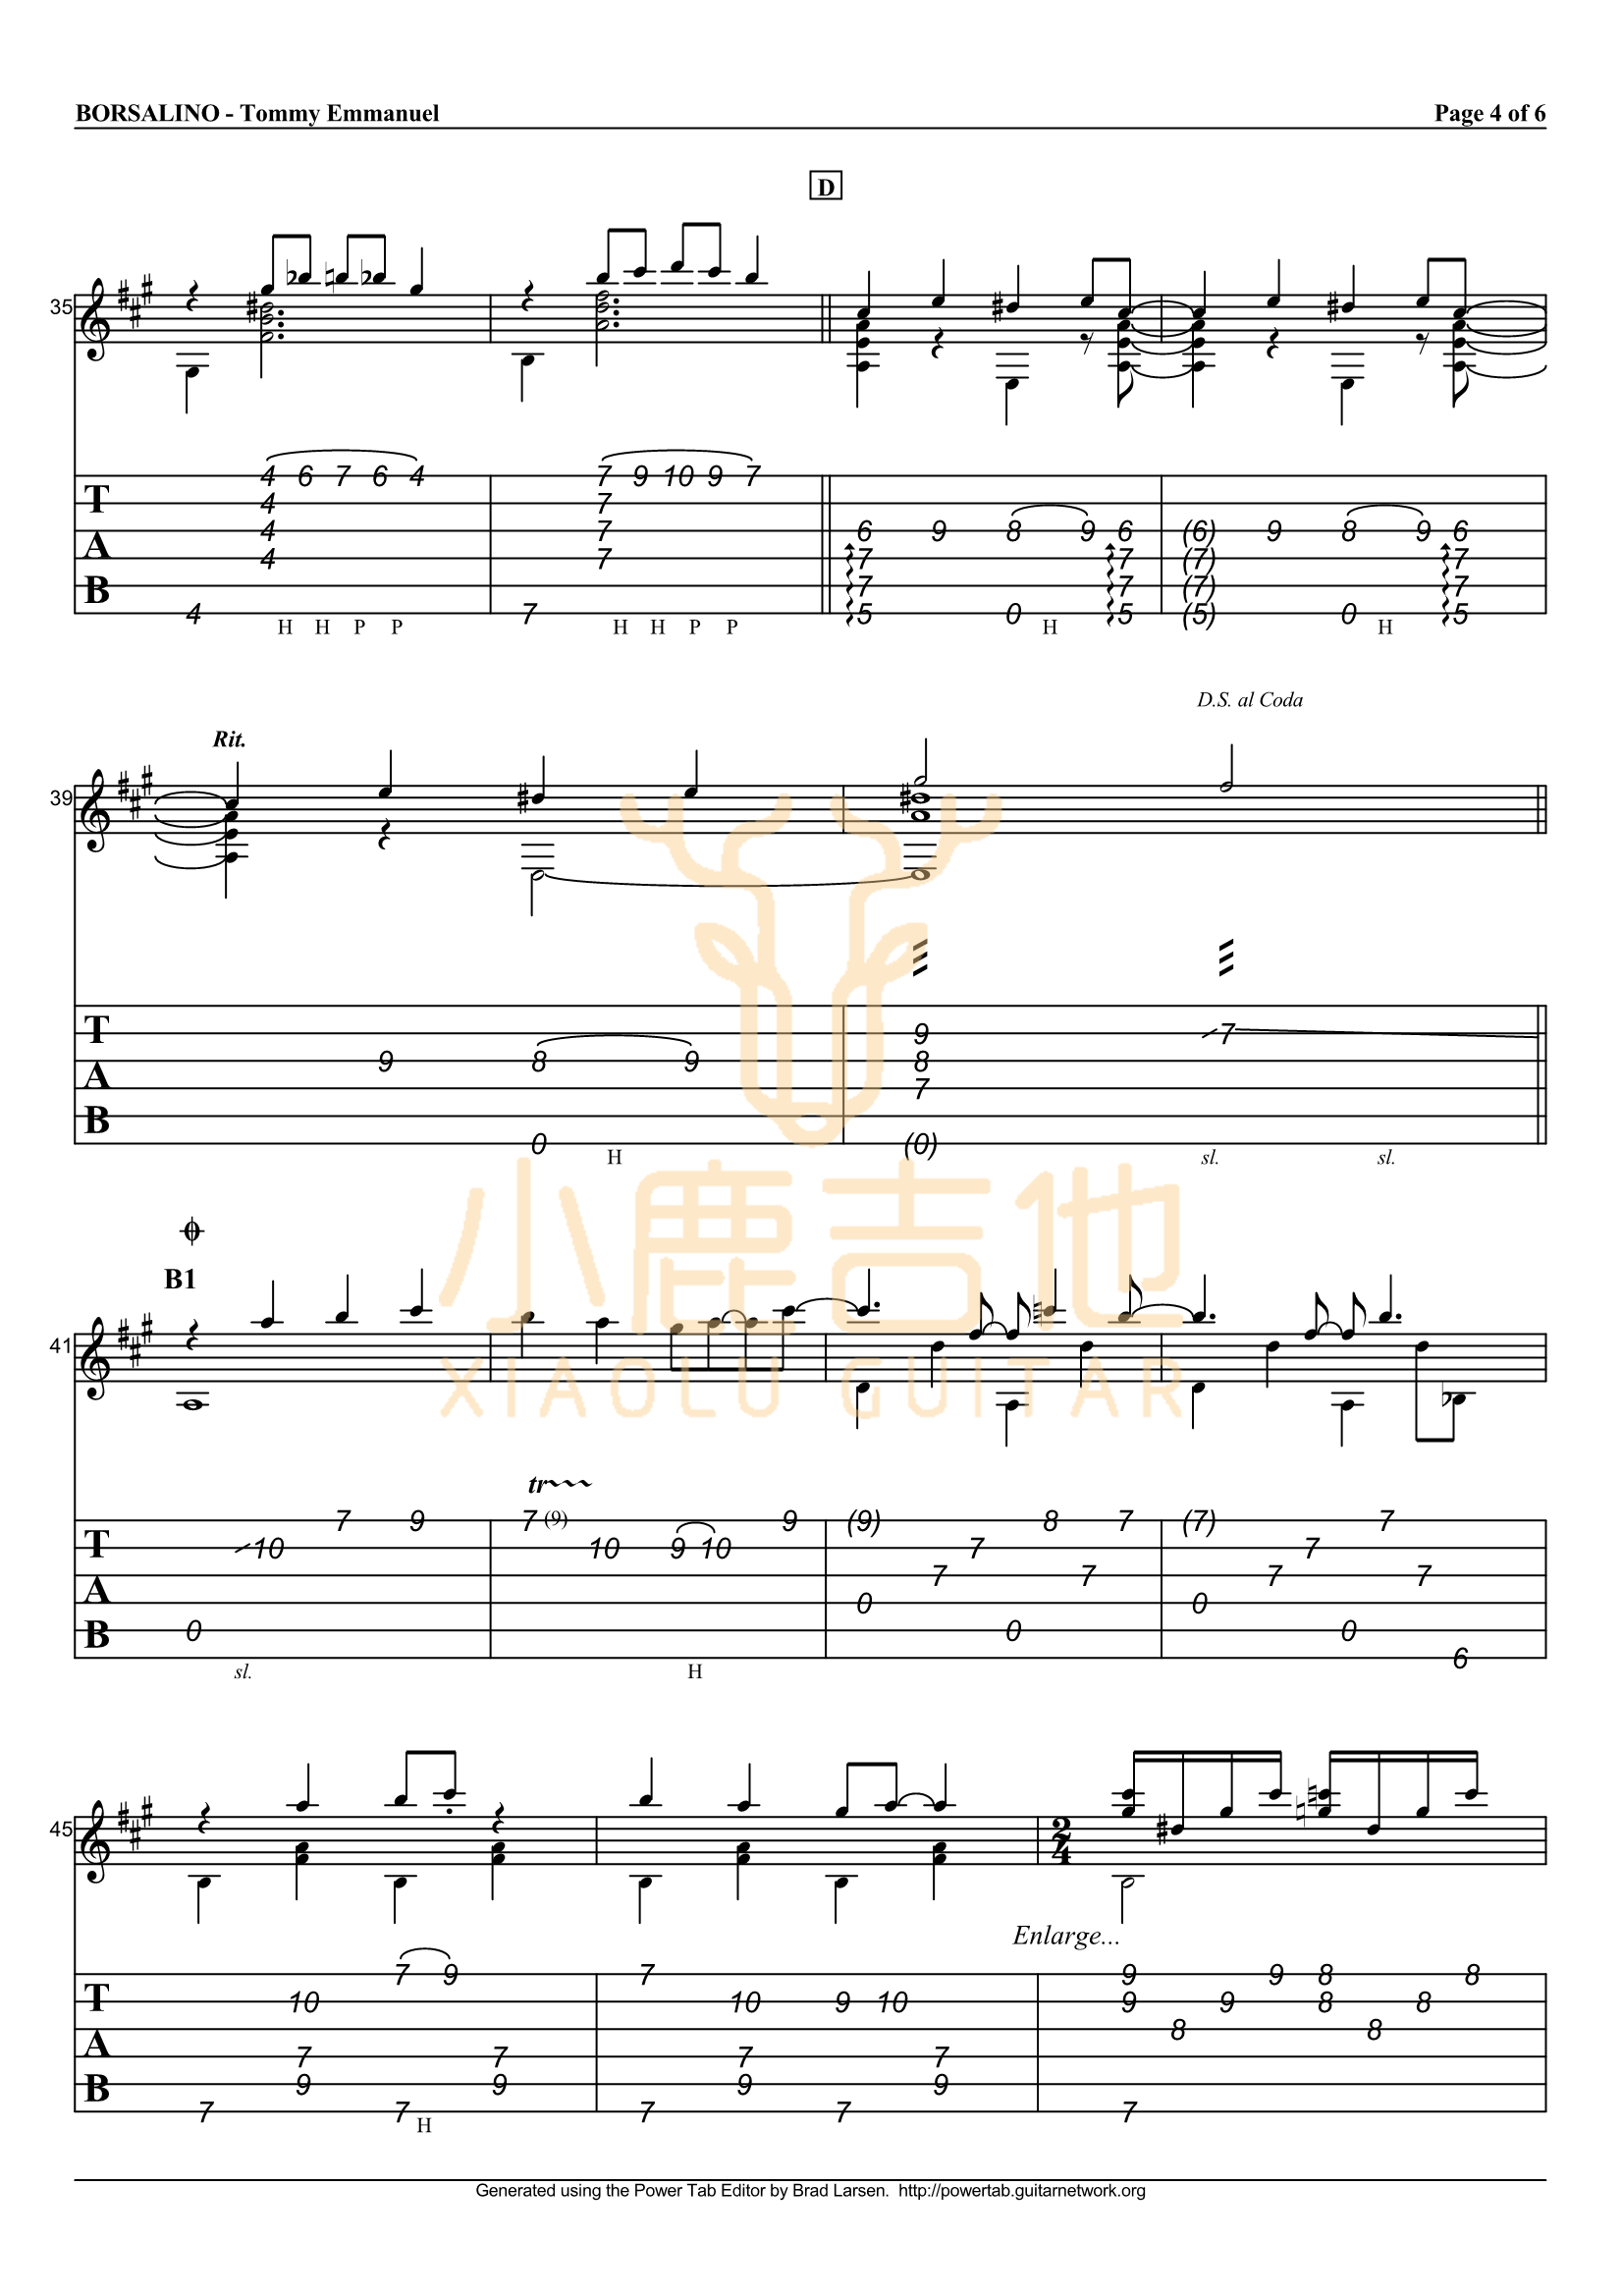 BORSALINO - Tommy Emmanuel
Page 4 of 6
D
35
T 4 6 7 6 4 7 9 10 9 7
4 7
A 4 7 6 9 8 9 6 (6) 9 8 9 6
4 7 7 7 (7) 7
B 7 7 (7) 7
4 7 5 0 5 (5) 0 5
H H P P H H P P H H
D.S. al Coda
Rit.
39
T 9 7
9 8 9 8
A 7
B 0 (0)
H sl. sl.
小鹿吉他
XIAOLU GUITAR
B1
41
tr
7 9 7 (9) 9 (9) 8 7 (7) 7
T 10 10 9 10 7 7
A 7 7 7 7
0 0
B 0 0 0
6
sl. H
45
2
4
Enlarge...
7 9 7 9 9 8 8
T 10 10 9 10 9 9 8 8
8 8
A 7 7 7 7
B 9 9 9 9
7 7 7 7 7
H
Generated using the Power Tab Editor by Brad Larsen. http://powertab.guitarnetwork.org